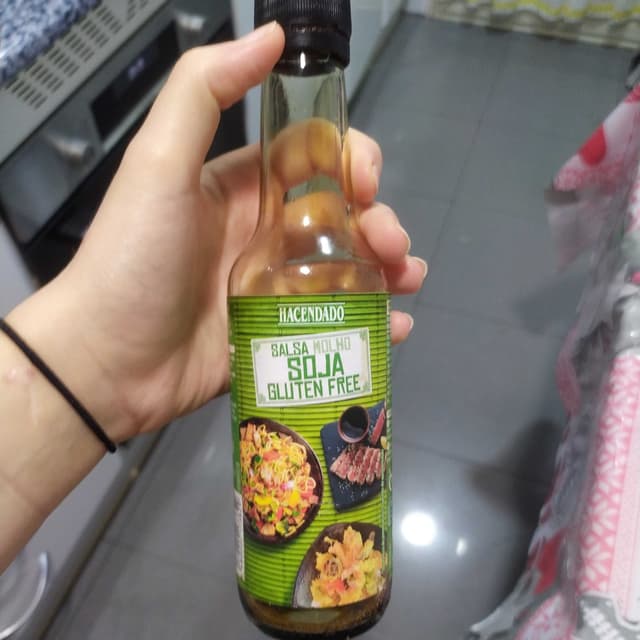 HACENDADO
SALSA MOLHO
SOJA
GLUTEN FREE